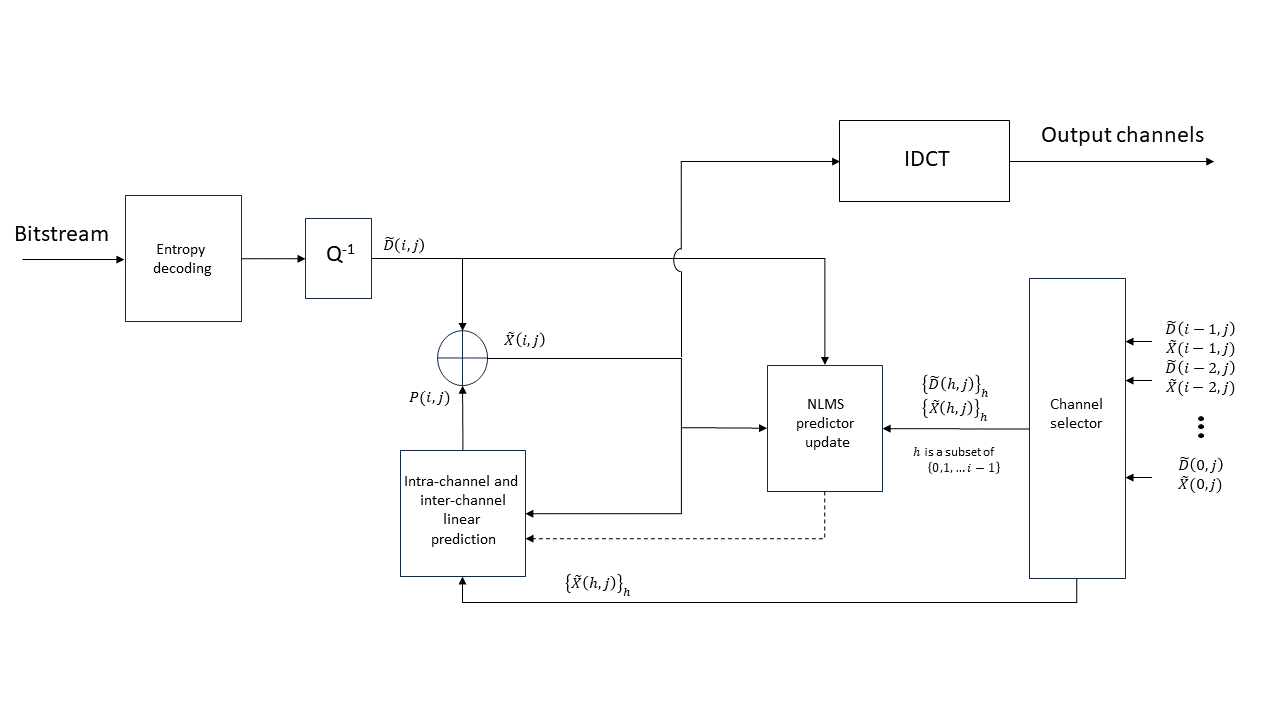 Output channels
IDCT
Bitstream
Entropy
decoding
Q⁻¹
D̃(i,j)
X̃(i,j)
P(i,j)
Intra-channel and
inter-channel
linear
prediction
NLMS
predictor
update
{D̃(h,j)}ₕ
{X̃(h,j)}ₕ
h is a subset of
{0,1, … i − 1}
Channel
selector
D̃(i − 1,j)
X̃(i − 1,j)
D̃(i − 2,j)
X̃(i − 2,j)
⋮
D̃(0,j)
X̃(0,j)
{X̃(h,j)}ₕ